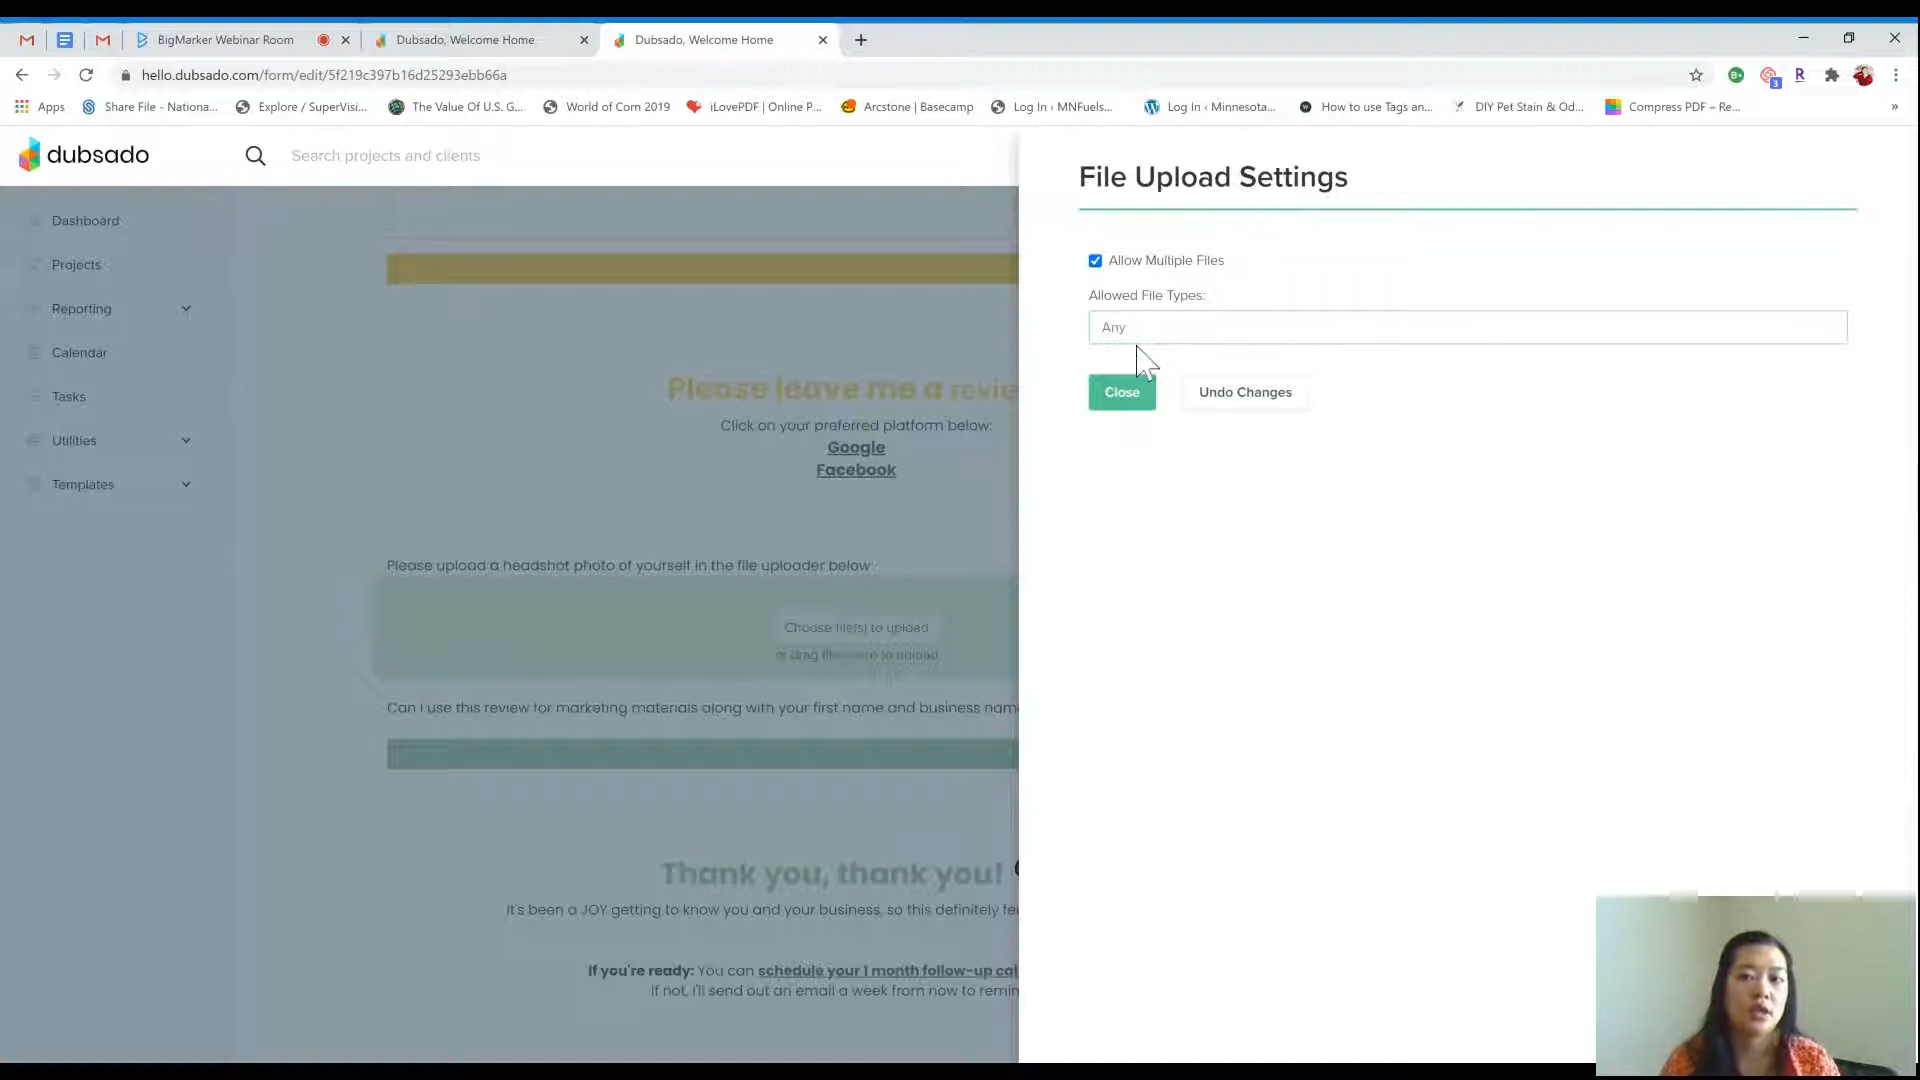 BigMarker Webinar Room
Dubsado, Welcome Home
Dubsado, Welcome Home
hello.dubsado.com/form/edit/5f219c397b16d25293ebb66a
Apps
Share File - Nationa...
Explore / SuperVisi...
The Value Of U.S. G...
World of Corn 2019
iLovePDF | Online P...
Arcstone | Basecamp
Log In ‹ MNFuels...
Log In ‹ Minnesota...
How to use Tags an...
DIY Pet Stain & Od...
Compress PDF – Re...
»
dubsado
Search projects and clients
Dashboard
Projects
Reporting
Calendar
Tasks
Utilities
Templates
Please leave me a revie
Click on your preferred platform below:
Google
Facebook
Please upload a headshot photo of yourself in the file uploader below
Choose file(s) to upload
or drag files here to upload
Can I use this review for marketing materials along with your first name and business nam
Thank you, thank you!
It's been a JOY getting to know you and your business, so this definitely fe
If you're ready: You can schedule your 1 month follow-up cal
If not, i'll send out an email a week from now to remin
File Upload Settings
Allow Multiple Files
Allowed File Types:
Any
Close
Undo Changes